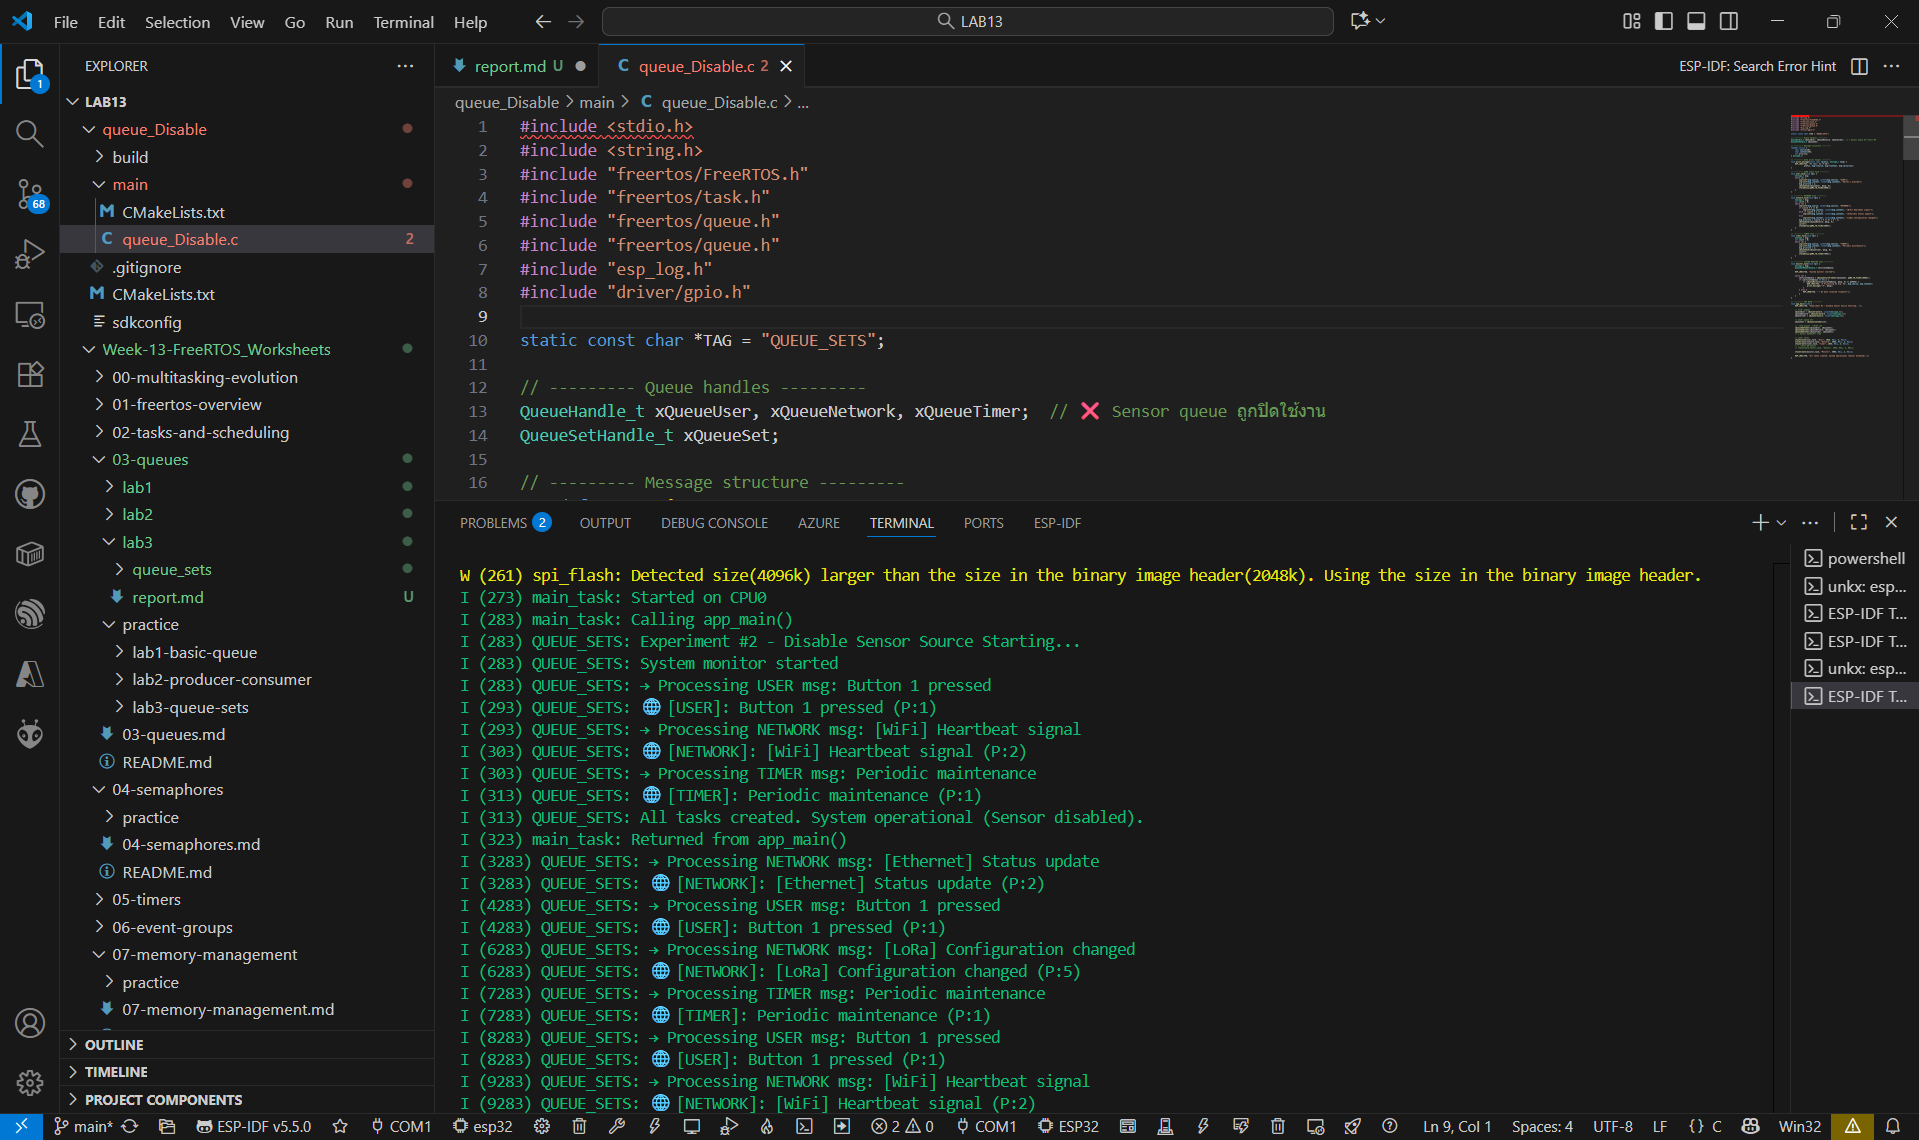 File Edit Selection View Go Run Terminal Help
LAB13
EXPLORER
LAB13
queue_Disable
build
main
CMakeLists.txt
queue_Disable.c 2
.gitignore
CMakeLists.txt
sdkconfig
Week-13-FreeRTOS_Worksheets
00-multitasking-evolution
01-freertos-overview
02-tasks-and-scheduling
03-queues
lab1
lab2
lab3
queue_sets
report.md U
practice
lab1-basic-queue
lab2-producer-consumer
lab3-queue-sets
03-queues.md
README.md
04-semaphores
practice
04-semaphores.md
README.md
05-timers
06-event-groups
07-memory-management
practice
07-memory-management.md
OUTLINE
TIMELINE
PROJECT COMPONENTS
1
68
report.md U
C queue_Disable.c 2
ESP-IDF: Search Error Hint
queue_Disable > main > C queue_Disable.c > ...
1 #include <stdio.h>
2 #include <string.h>
3 #include "freertos/FreeRTOS.h"
4 #include "freertos/task.h"
5 #include "freertos/queue.h"
6 #include "freertos/queue.h"
7 #include "esp_log.h"
8 #include "driver/gpio.h"
9
10 static const char *TAG = "QUEUE_SETS";
11
12 // --------- Queue handles ---------
13 QueueHandle_t xQueueUser, xQueueNetwork, xQueueTimer; // ❌ Sensor queue ถูกปิดใช้งาน
14 QueueSetHandle_t xQueueSet;
15
16 // --------- Message structure ---------
PROBLEMS 2 OUTPUT DEBUG CONSOLE AZURE TERMINAL PORTS ESP-IDF
W (261) spi_flash: Detected size(4096k) larger than the size in the binary image header(2048k). Using the size in the binary image header.
I (273) main_task: Started on CPU0
I (283) main_task: Calling app_main()
I (283) QUEUE_SETS: Experiment #2 - Disable Sensor Source Starting...
I (283) QUEUE_SETS: System monitor started
I (283) QUEUE_SETS: → Processing USER msg: Button 1 pressed
I (293) QUEUE_SETS: 🌐 [USER]: Button 1 pressed (P:1)
I (293) QUEUE_SETS: → Processing NETWORK msg: [WiFi] Heartbeat signal
I (303) QUEUE_SETS: 🌐 [NETWORK]: [WiFi] Heartbeat signal (P:2)
I (303) QUEUE_SETS: → Processing TIMER msg: Periodic maintenance
I (313) QUEUE_SETS: 🌐 [TIMER]: Periodic maintenance (P:1)
I (313) QUEUE_SETS: All tasks created. System operational (Sensor disabled).
I (323) main_task: Returned from app_main()
I (3283) QUEUE_SETS: → Processing NETWORK msg: [Ethernet] Status update
I (3283) QUEUE_SETS: 🌐 [NETWORK]: [Ethernet] Status update (P:2)
I (4283) QUEUE_SETS: → Processing USER msg: Button 1 pressed
I (4283) QUEUE_SETS: 🌐 [USER]: Button 1 pressed (P:1)
I (6283) QUEUE_SETS: → Processing NETWORK msg: [LoRa] Configuration changed
I (6283) QUEUE_SETS: 🌐 [NETWORK]: [LoRa] Configuration changed (P:5)
I (7283) QUEUE_SETS: → Processing TIMER msg: Periodic maintenance
I (7283) QUEUE_SETS: 🌐 [TIMER]: Periodic maintenance (P:1)
I (8283) QUEUE_SETS: → Processing USER msg: Button 1 pressed
I (8283) QUEUE_SETS: 🌐 [USER]: Button 1 pressed (P:1)
I (9283) QUEUE_SETS: → Processing NETWORK msg: [WiFi] Heartbeat signal
I (9283) QUEUE_SETS: 🌐 [NETWORK]: [WiFi] Heartbeat signal (P:2)
powershell
unkx: esp...
ESP-IDF T...
ESP-IDF T...
unkx: esp...
ESP-IDF T...
main* ESP-IDF v5.5.0 COM1 esp32 2 0 COM1 ESP32 Ln 9, Col 1 Spaces: 4 UTF-8 LF {} C Win32